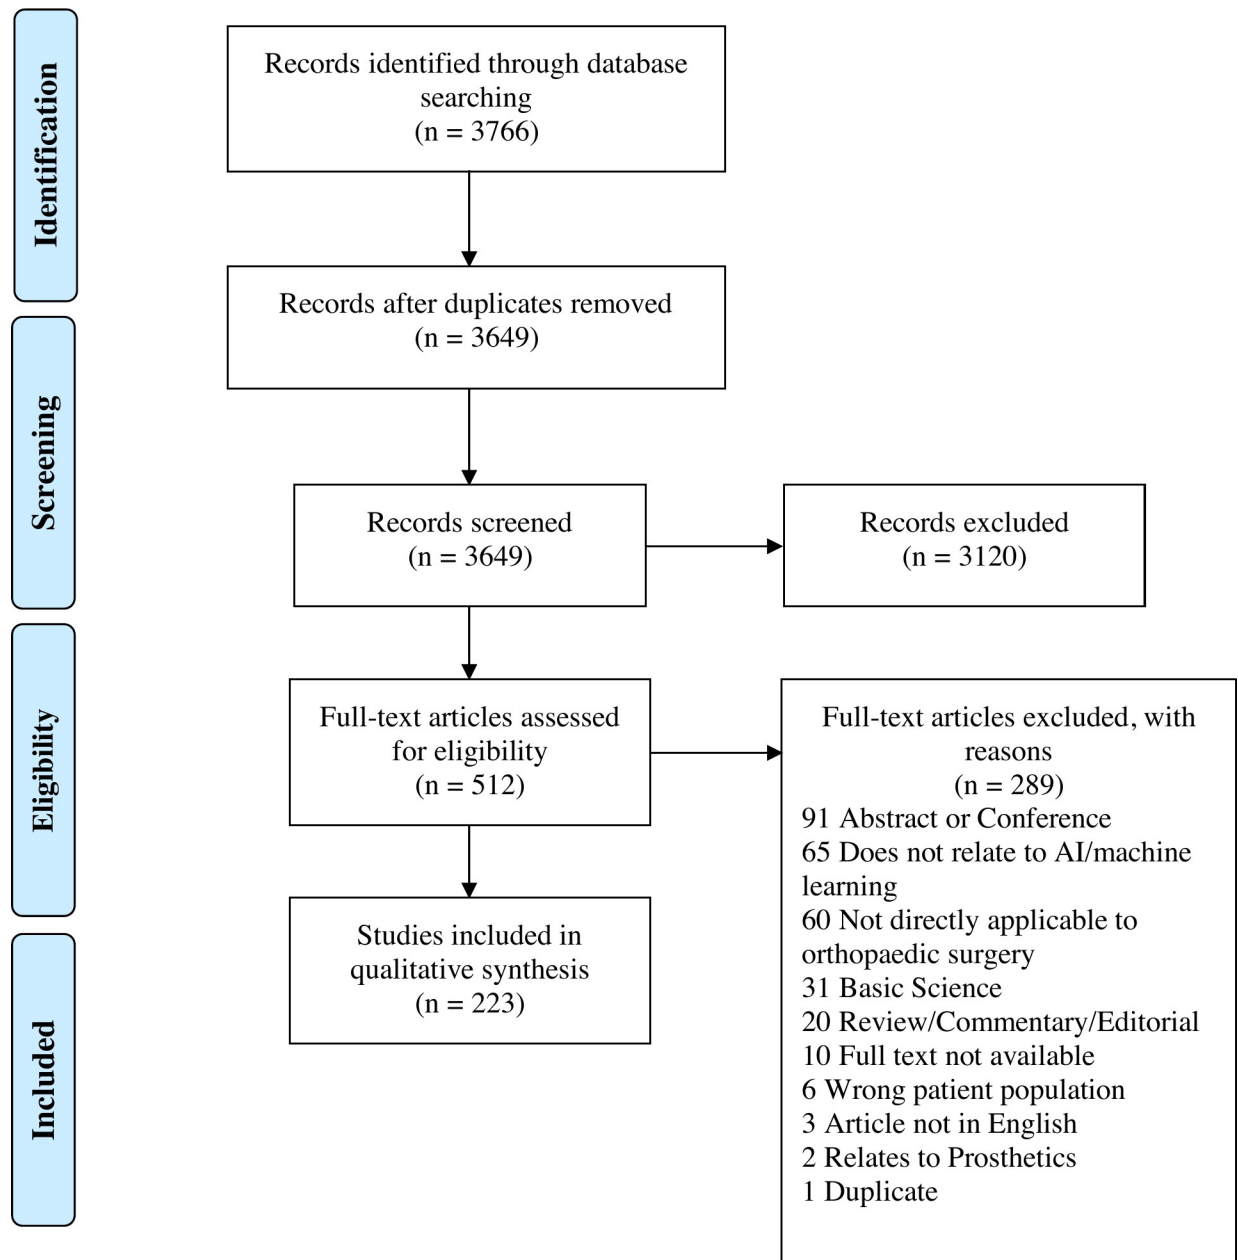 Identification
Records identified through database
searching
(n = 3766)
Records after duplicates removed
(n = 3649)
Screening
Records screened
(n = 3649)
Records excluded
(n = 3120)
Eligibility
Full-text articles assessed
for eligibility
(n = 512)
Full-text articles excluded, with
reasons
(n = 289)
91 Abstract or Conference
65 Does not relate to AI/machine
learning
60 Not directly applicable to
orthopaedic surgery
31 Basic Science
20 Review/Commentary/Editorial
10 Full text not available
6 Wrong patient population
3 Article not in English
2 Relates to Prosthetics
1 Duplicate
Included
Studies included in
qualitative synthesis
(n = 223)